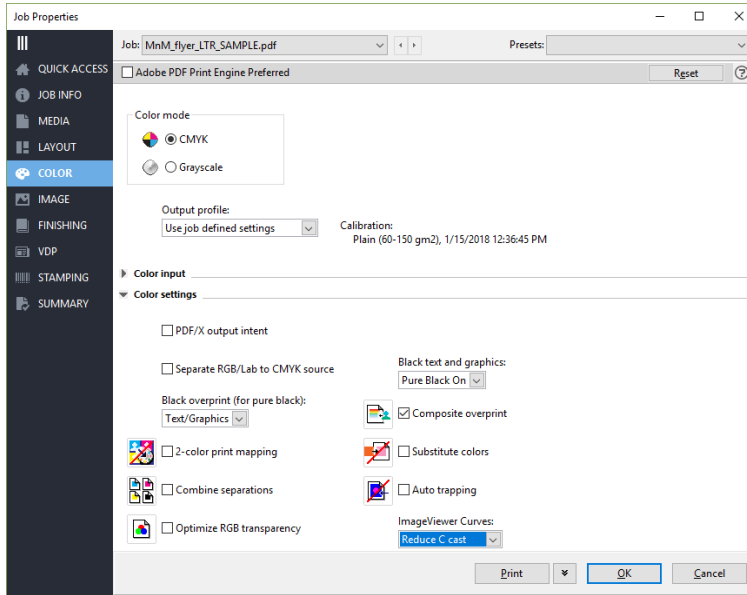 Job Properties
Job: MnM_flyer_LTR_SAMPLE.pdf Presets:
QUICK ACCESS
JOB INFO
MEDIA
LAYOUT
COLOR
IMAGE
FINISHING
VDP
STAMPING
SUMMARY
Adobe PDF Print Engine Preferred Reset ?
Color mode
CMYK
Grayscale
Output profile:
Use job defined settings
Calibration:
Plain (60-150 gm2), 1/15/2018 12:36:45 PM
Color input
Color settings
PDF/X output intent
Separate RGB/Lab to CMYK source
Black text and graphics:
Pure Black On
Black overprint (for pure black):
Text/Graphics
Composite overprint
2-color print mapping
Substitute colors
Combine separations
Auto trapping
Optimize RGB transparency
ImageViewer Curves:
Reduce C cast
Print OK Cancel